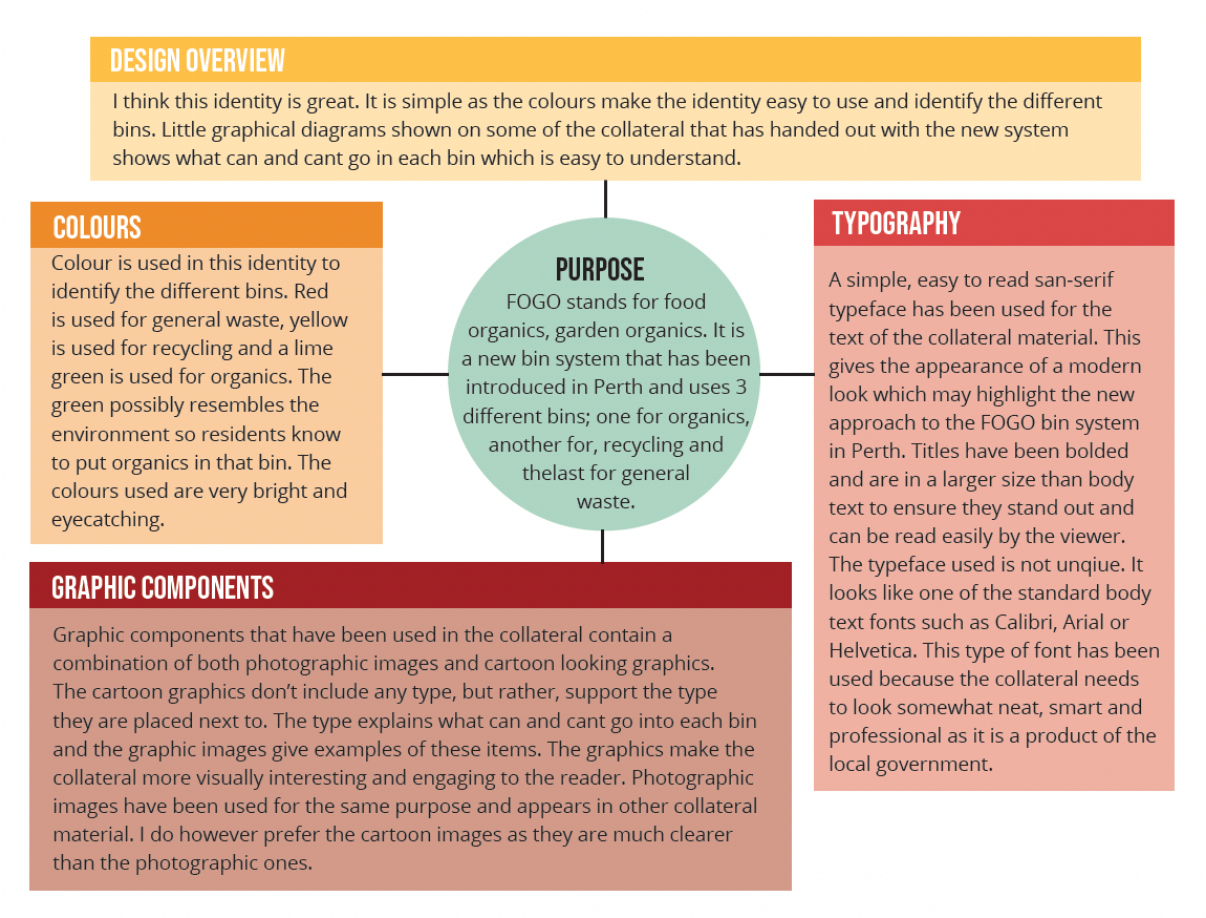 DESIGN OVERVIEW
I think this identity is great. It is simple as the colours make the identity easy to use and identify the different
bins. Little graphical diagrams shown on some of the collateral that has handed out with the new system
shows what can and cant go in each bin which is easy to understand.
COLOURS
Colour is used in this identity to
identify the different bins. Red
is used for general waste, yellow
is used for recycling and a lime
green is used for organics. The
green possibly resembles the
environment so residents know
to put organics in that bin. The
colours used are very bright and
eyecatching.
PURPOSE
FOGO stands for food
organics, garden organics. It is
a new bin system that has been
introduced in Perth and uses 3
different bins; one for organics,
another for, recycling and
thelast for general
waste.
TYPOGRAPHY
A simple, easy to read san-serif
typeface has been used for the
text of the collateral material. This
gives the appearance of a modern
look which may highlight the new
approach to the FOGO bin system
in Perth. Titles have been bolded
and are in a larger size than body
text to ensure they stand out and
can be read easily by the viewer.
The typeface used is not unqiue. It
looks like one of the standard body
text fonts such as Calibri, Arial or
Helvetica. This type of font has been
used because the collateral needs
to look somewhat neat, smart and
professional as it is a product of the
local government.
GRAPHIC COMPONENTS
Graphic components that have been used in the collateral contain a
combination of both photographic images and cartoon looking graphics.
The cartoon graphics don’t include any type, but rather, support the type
they are placed next to. The type explains what can and cant go into each bin
and the graphic images give examples of these items. The graphics make the
collateral more visually interesting and engaging to the reader. Photographic
images have been used for the same purpose and appears in other collateral
material. I do however prefer the cartoon images as they are much clearer
than the photographic ones.